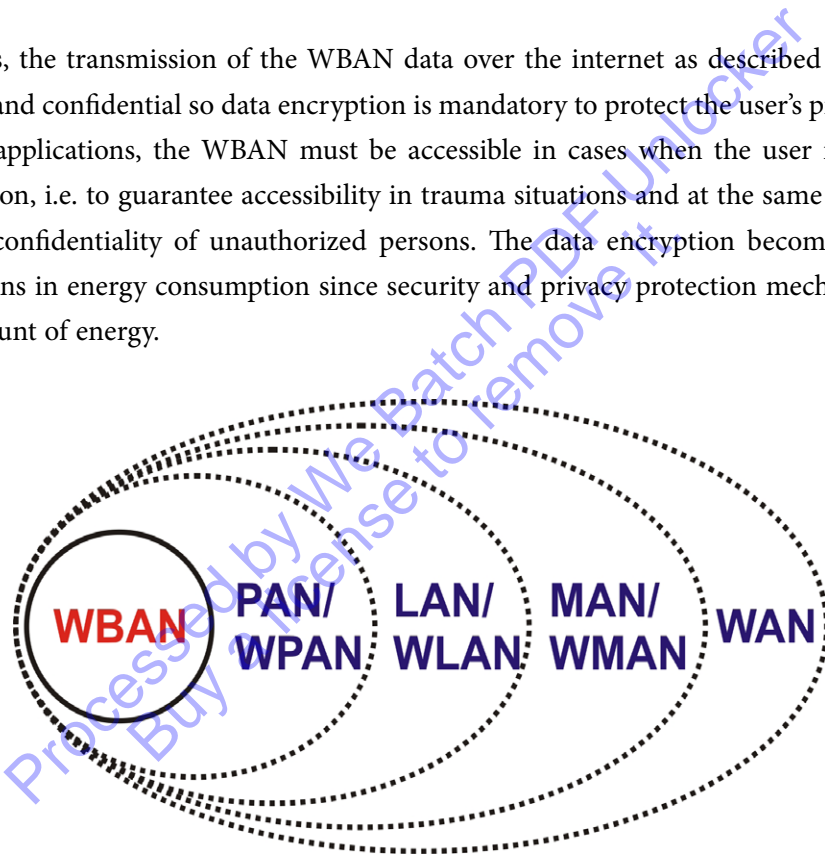 s, the transmission of the WBAN data over the internet as described
and confidential so data encryption is mandatory to protect the user's p
applications, the WBAN must be accessible in cases when the user
on, i.e. to guarantee accessibility in trauma situations and at the same
confidentiality of unauthorized persons. The data encryption becom
ns in energy consumption since security and privacy protection mech
unt of energy.
WBAN
PAN/
WPAN
LAN/
WLAN
MAN/
WMAN
WAN
Processed by We Batch PDF Unlocker
Buy a license to remove it.